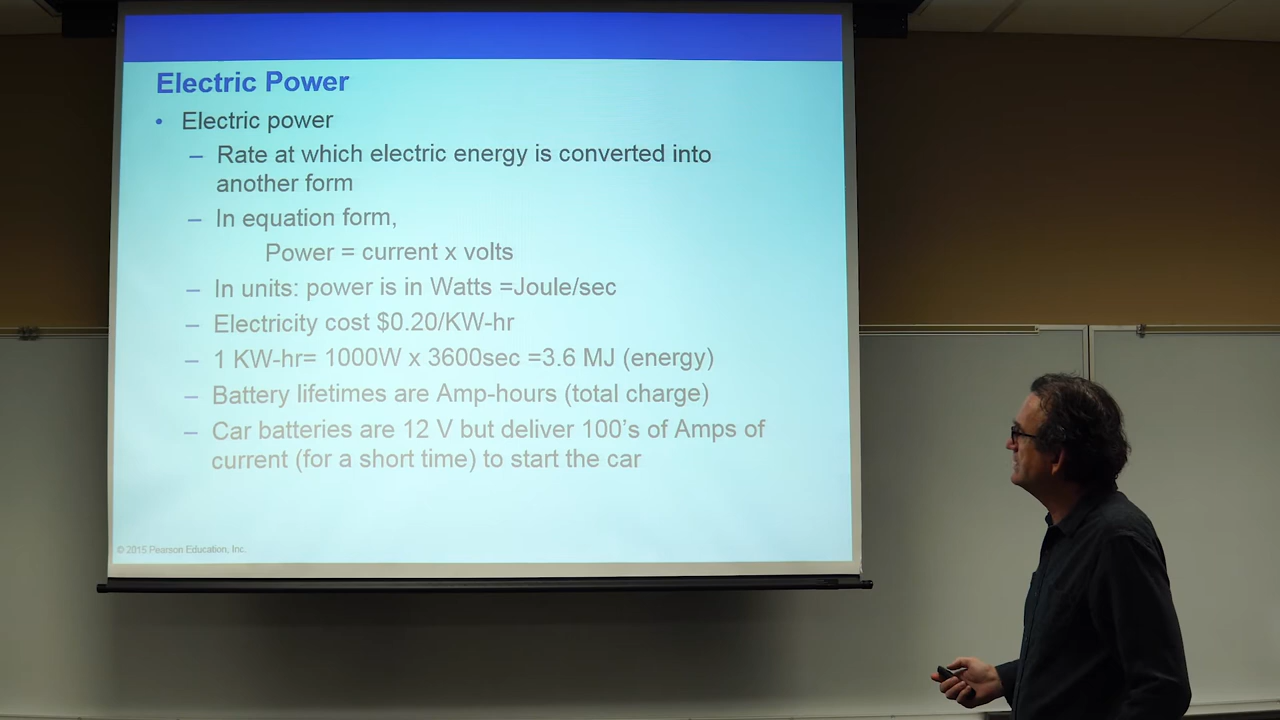 Electric Power
• Electric power
– Rate at which electric energy is converted into
another form
– In equation form,
Power = current x volts
– In units: power is in Watts =Joule/sec
– Electricity cost $0.20/KW-hr
– 1 KW-hr= 1000W x 3600sec =3.6 MJ (energy)
– Battery lifetimes are Amp-hours (total charge)
– Car batteries are 12 V but deliver 100’s of Amps of
current (for a short time) to start the car
© 2015 Pearson Education, Inc.